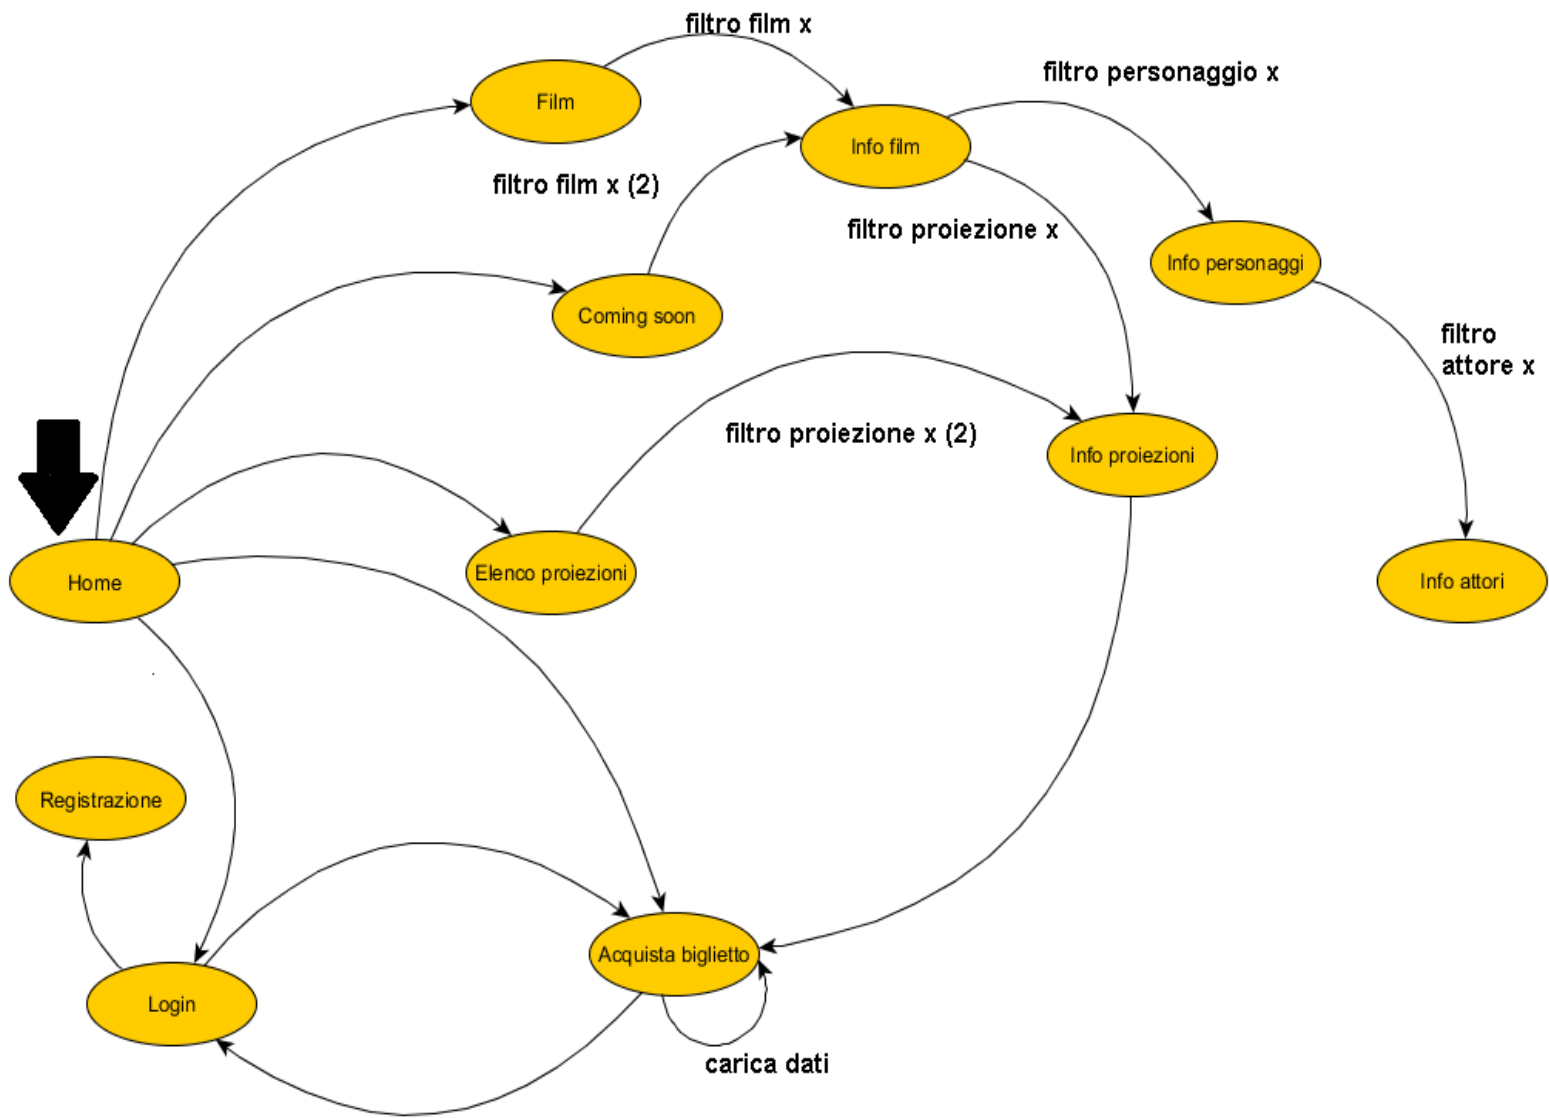 filtro film x
Film
filtro personaggio x
Info film
filtro film x (2)
filtro proiezione x
Info personaggi
Coming soon
filtro
attore x
filtro proiezione x (2)
Info proiezioni
Home
Elenco proiezioni
Info attori
Registrazione
Acquista biglietto
Login
carica dati